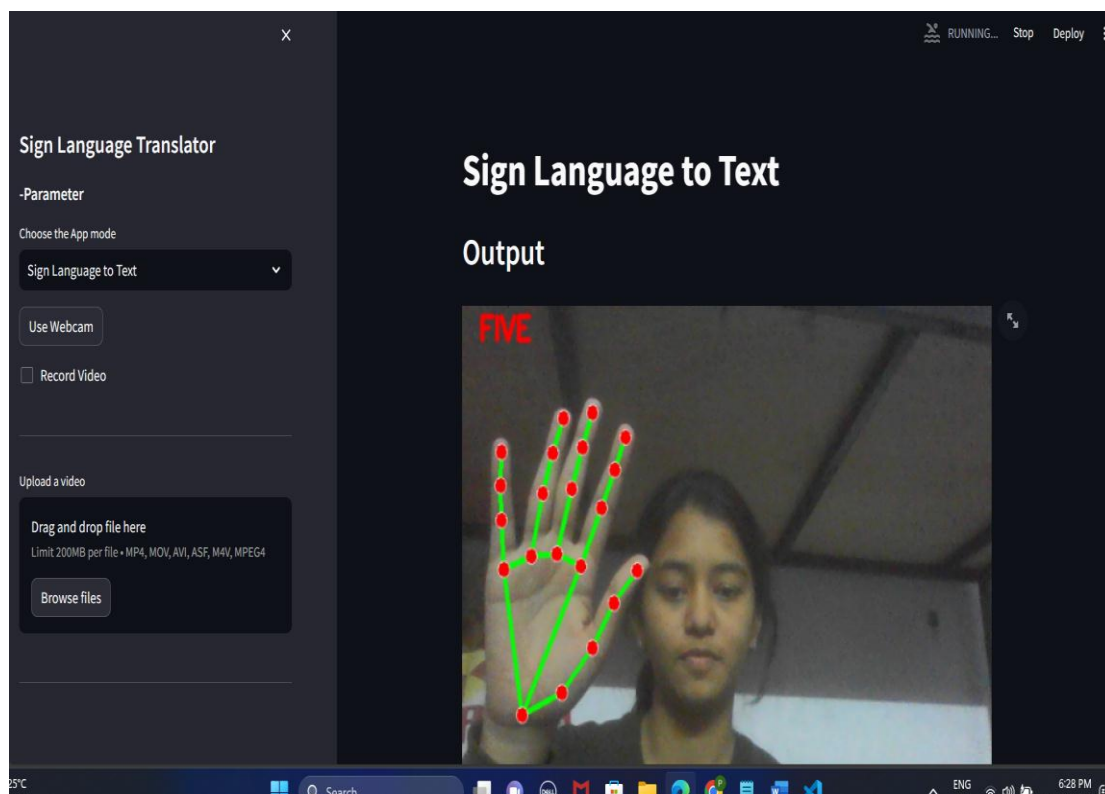 RUNNING... Stop Deploy
Sign Language Translator
-Parameter
Choose the App mode
Sign Language to Text
Use Webcam
Record Video
Upload a video
Drag and drop file here
Limit 200MB per file • MP4, MOV, AVI, ASF, M4V, MPEG4
Browse files
Sign Language to Text
Output
FIVE
25°C
Search
ENG
6:28 PM